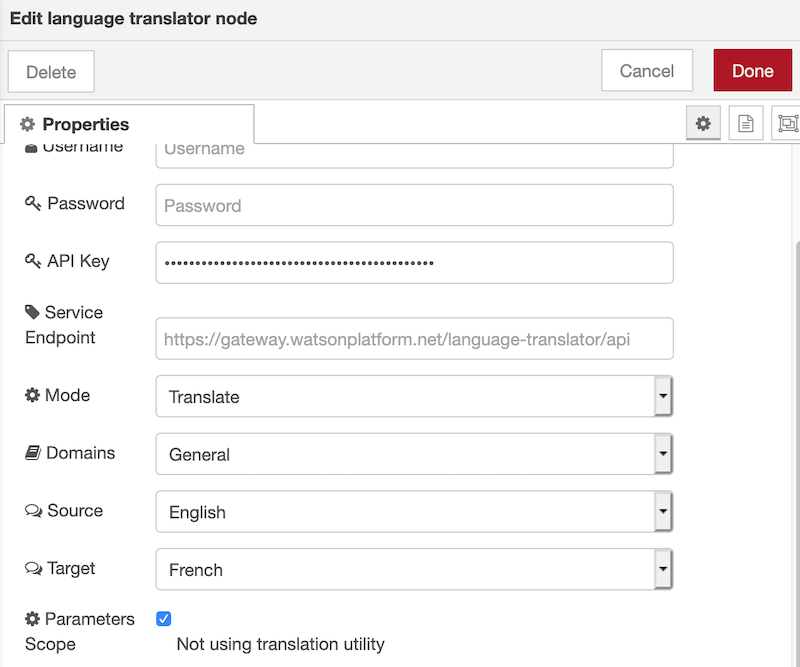 Edit language translator node
Delete
Cancel
Done
Properties
Username
Username
Password
Password
API Key
••••••••••••••••••••••••••••••••••••••••••••
Service
Endpoint
https://gateway.watsonplatform.net/language-translator/api
Mode
Translate
Domains
General
Source
English
Target
French
Parameters
Scope
Not using translation utility